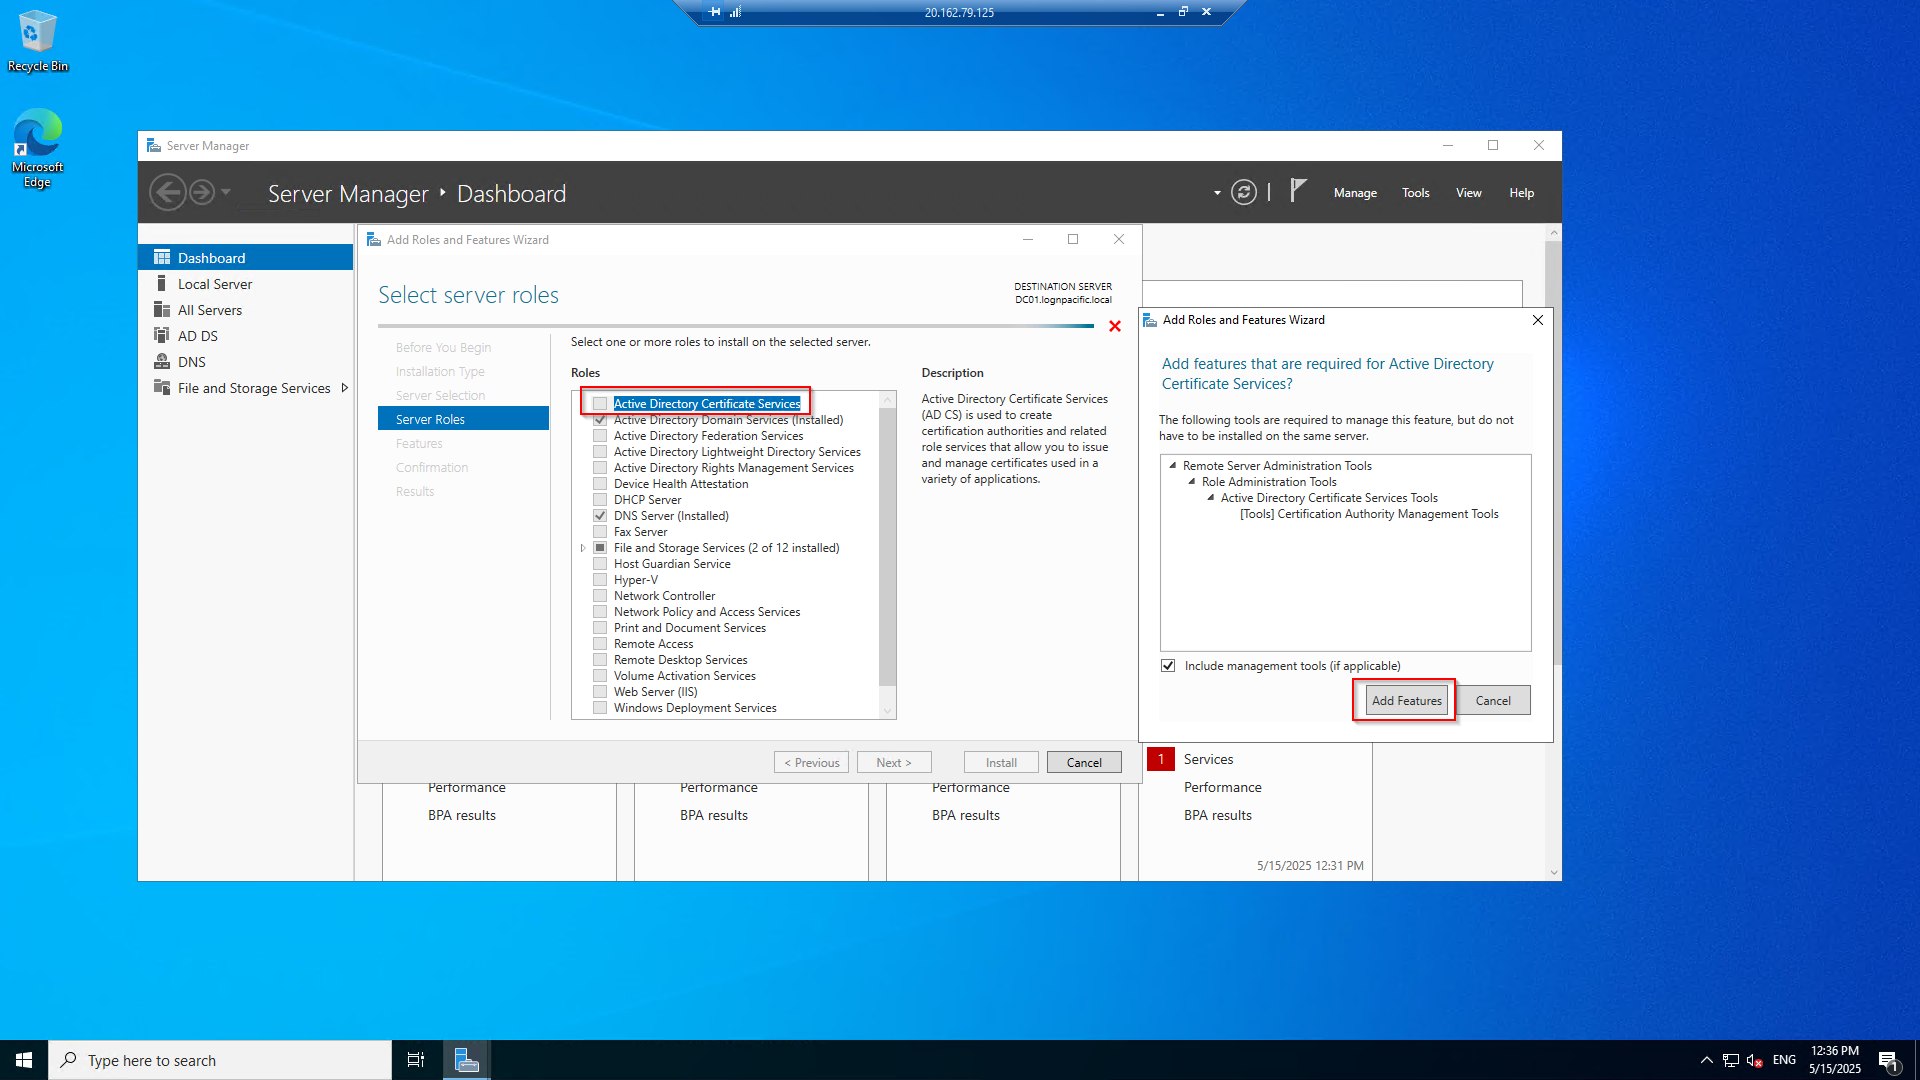 20.162.79.125
Recycle Bin
Microsoft
Edge
Server Manager
Server Manager
Dashboard
Manage
Tools
View
Help
Dashboard
Local Server
All Servers
AD DS
DNS
File and Storage Services
Add Roles and Features Wizard
Select server roles
DESTINATION SERVER
DC01.lognpacific.local
Before You Begin
Installation Type
Server Selection
Server Roles
Features
Confirmation
Results
Select one or more roles to install on the selected server.
Roles
Active Directory Certificate Services
Active Directory Domain Services (Installed)
Active Directory Federation Services
Active Directory Lightweight Directory Services
Active Directory Rights Management Services
Device Health Attestation
DHCP Server
DNS Server (Installed)
Fax Server
File and Storage Services (2 of 12 installed)
Host Guardian Service
Hyper-V
Network Controller
Network Policy and Access Services
Print and Document Services
Remote Access
Remote Desktop Services
Volume Activation Services
Web Server (IIS)
Windows Deployment Services
Description
Active Directory Certificate Services
(AD CS) is used to create
certification authorities and related
role services that allow you to issue
and manage certificates used in a
variety of applications.
< Previous
Next >
Install
Cancel
Add Roles and Features Wizard
Add features that are required for Active Directory
Certificate Services?
The following tools are required to manage this feature, but do not
have to be installed on the same server.
Remote Server Administration Tools
Role Administration Tools
Active Directory Certificate Services Tools
[Tools] Certification Authority Management Tools
Include management tools (if applicable)
Add Features
Cancel
1 Services
Performance
BPA results
Performance
BPA results
Performance
BPA results
Performance
BPA results
5/15/2025 12:31 PM
Type here to search
ENG
12:36 PM
5/15/2025
1